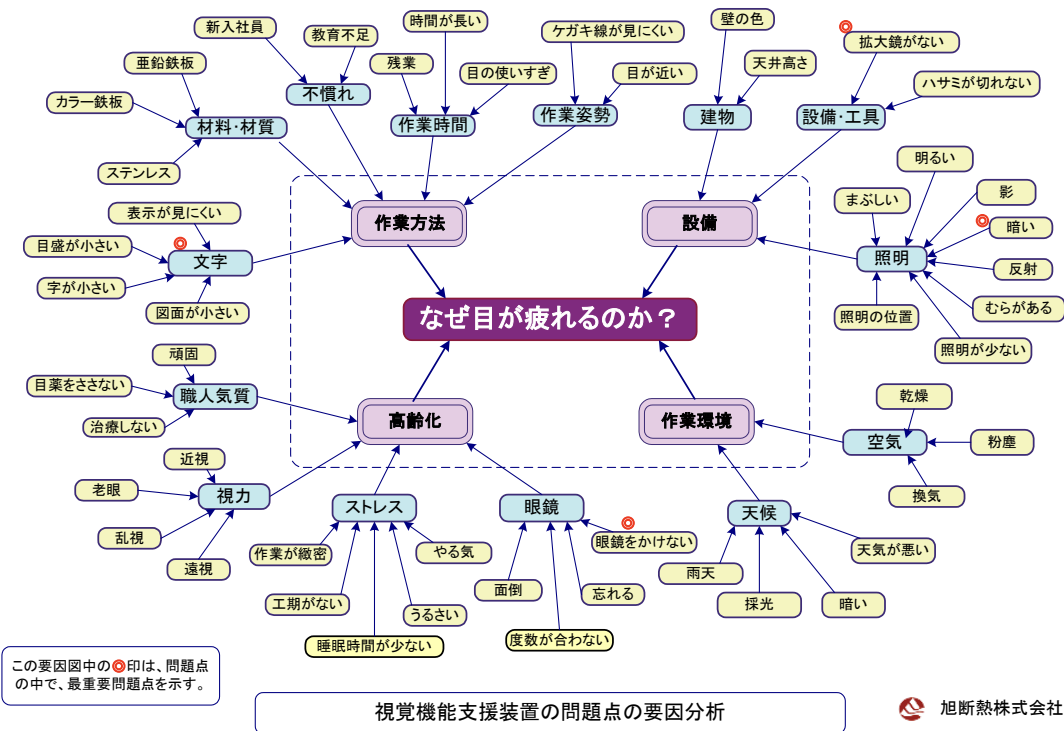 新入社員
教育不足
時間が長い
ケガキ線が見にくい
壁の色
拡大鏡がない
亜鉛鉄板
残業
目の使いすぎ
目が近い
天井高さ
ハサミが切れない
カラー鉄板
不慣れ
材料・材質
作業時間
作業姿勢
建物
設備・工具
ステンレス
明るい
まぶしい
影
表示が見にくい
作業方法
設備
暗い
目盛が小さい
文字
照明
反射
字が小さい
図面が小さい
なぜ目が疲れるのか？
照明の位置
むらがある
照明が少ない
頑固
目薬をささない
職人気質
治療しない
高齢化
作業環境
乾燥
空気
粉塵
換気
近視
老眼
視力
乱視
遠視
ストレス
眼鏡
天候
作業が緻密
やる気
眼鏡をかけない
天気が悪い
工期がない
うるさい
面倒
忘れる
雨天
採光
暗い
睡眠時間が少ない
度数が合わない
この要因図中の◎印は、問題点
の中で、最重要問題点を示す。
視覚機能支援装置の問題点の要因分析
旭断熱株式会社